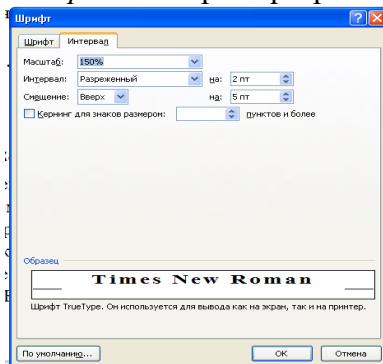 Шрифт
Шрифт Интервал
Масштаб: 150%
Интервал: Разреженный на: 2 пт
Смещение: Вверх на: 5 пт
Кернинг для знаков размером: пунктов и более
Образец
Times New Roman
Шрифт TrueType. Он используется для вывода как на экран, так и на принтер.
По умолчанию... ОК Отмена